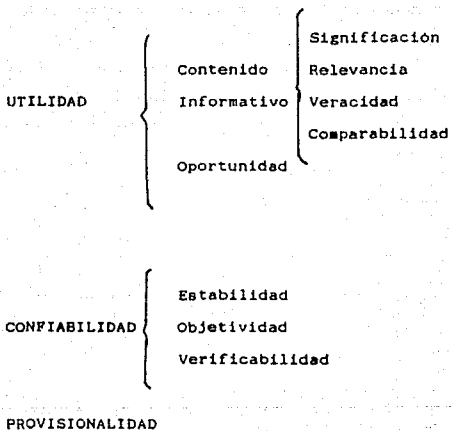 Significación
Contenido Relevancia
UTILIDAD Informativo Veracidad
Comparabilidad
Oportunidad
Estabilidad
CONFIABILIDAD Objetividad
Verificabilidad
PROVISIONALIDAD